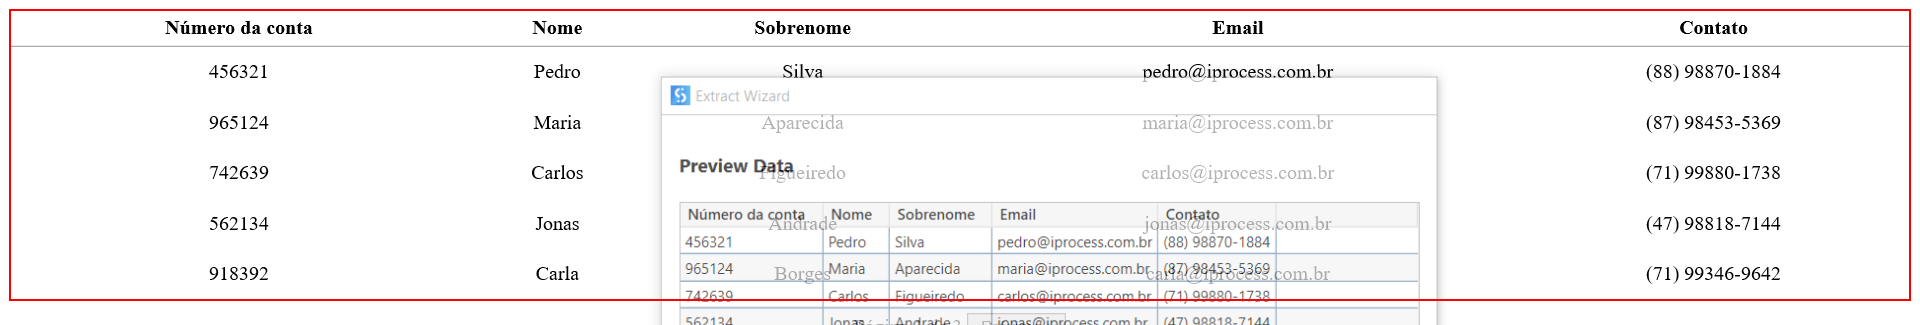 Número da conta Nome Sobrenome Email Contato
456321 Pedro Silva pedro@iprocess.com.br (88) 98870-1884
965124 Maria Aparecida maria@iprocess.com.br (87) 98453-5369
742639 Carlos Figueiredo carlos@iprocess.com.br (71) 99880-1738
562134 Jonas Andrade jonas@iprocess.com.br (47) 98818-7144
918392 Carla Borges carla@iprocess.com.br (71) 99346-9642
Extract Wizard
Preview Data
Número da conta Nome Sobrenome Email Contato
456321 Pedro Silva pedro@iprocess.com.br (88) 98870-1884
965124 Maria Aparecida maria@iprocess.com.br (87) 98453-5369
742639 Carlos Figueiredo carlos@iprocess.com.br (71) 99880-1738
562134 Jonas Andrade jonas@iprocess.com.br (47) 98818-7144